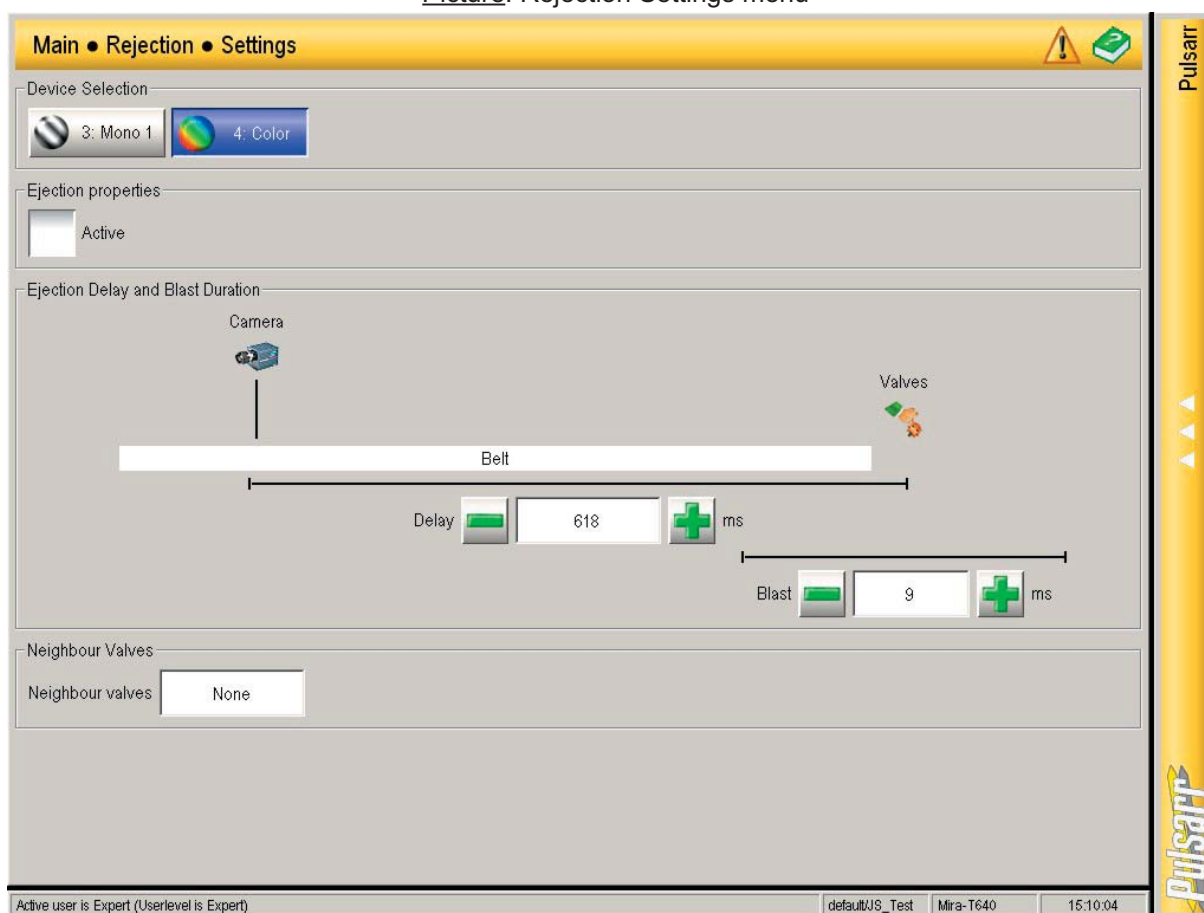 Picture: Rejection Settings menu
Main ● Rejection ● Settings
Pulsarr
Device Selection
3: Mono 1
4: Color
Ejection properties
Active
Ejection Delay and Blast Duration
Camera
Valves
Belt
Delay 618 ms
Blast 9 ms
Neighbour Valves
Neighbour valves None
Pulsarr
Active user is Expert (Userlevel is Expert) default/JS_Test Mira-T640 15:10:04